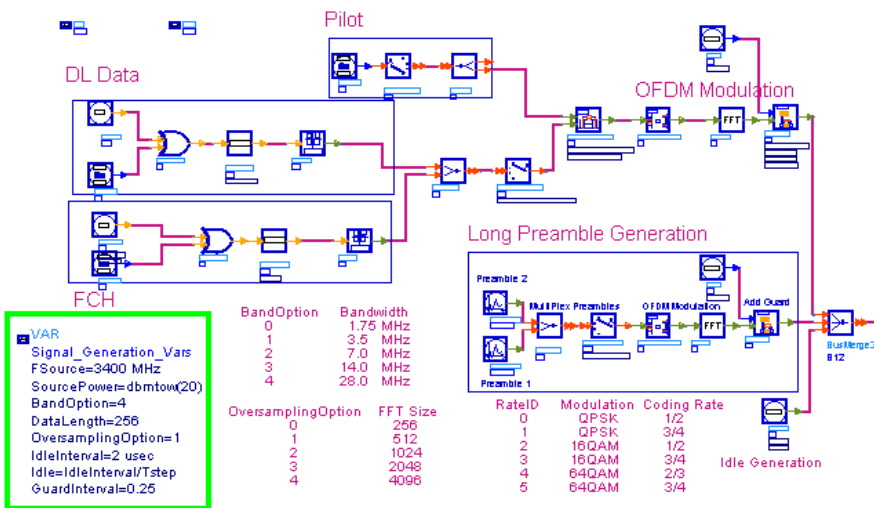 Pilot
DL Data
OFDM Modulation
FFT
FCH
Long Preamble Generation
Preamble 2
MultiPlex Preambles
OFDM Modulation
Add Guard
FFT
Preamble 1
BusMerge3
B12
Idle Generation
VAR
Signal_Generation_Vars
FSource=3400 MHz
SourcePower=dbmtow(20)
BandOption=4
DataLength=256
OversamplingOption=1
IdleInterval=2 usec
Idle=IdleInterval/Tstep
GuardInterval=0.25
BandOption Bandwidth
0 1.75 MHz
1 3.5 MHz
2 7.0 MHz
3 14.0 MHz
4 28.0 MHz
OversamplingOption FFT Size
0 256
1 512
2 1024
3 2048
4 4096
RateID Modulation Coding Rate
0 QPSK 1/2
1 QPSK 3/4
2 16QAM 1/2
3 16QAM 3/4
4 64QAM 2/3
5 64QAM 3/4